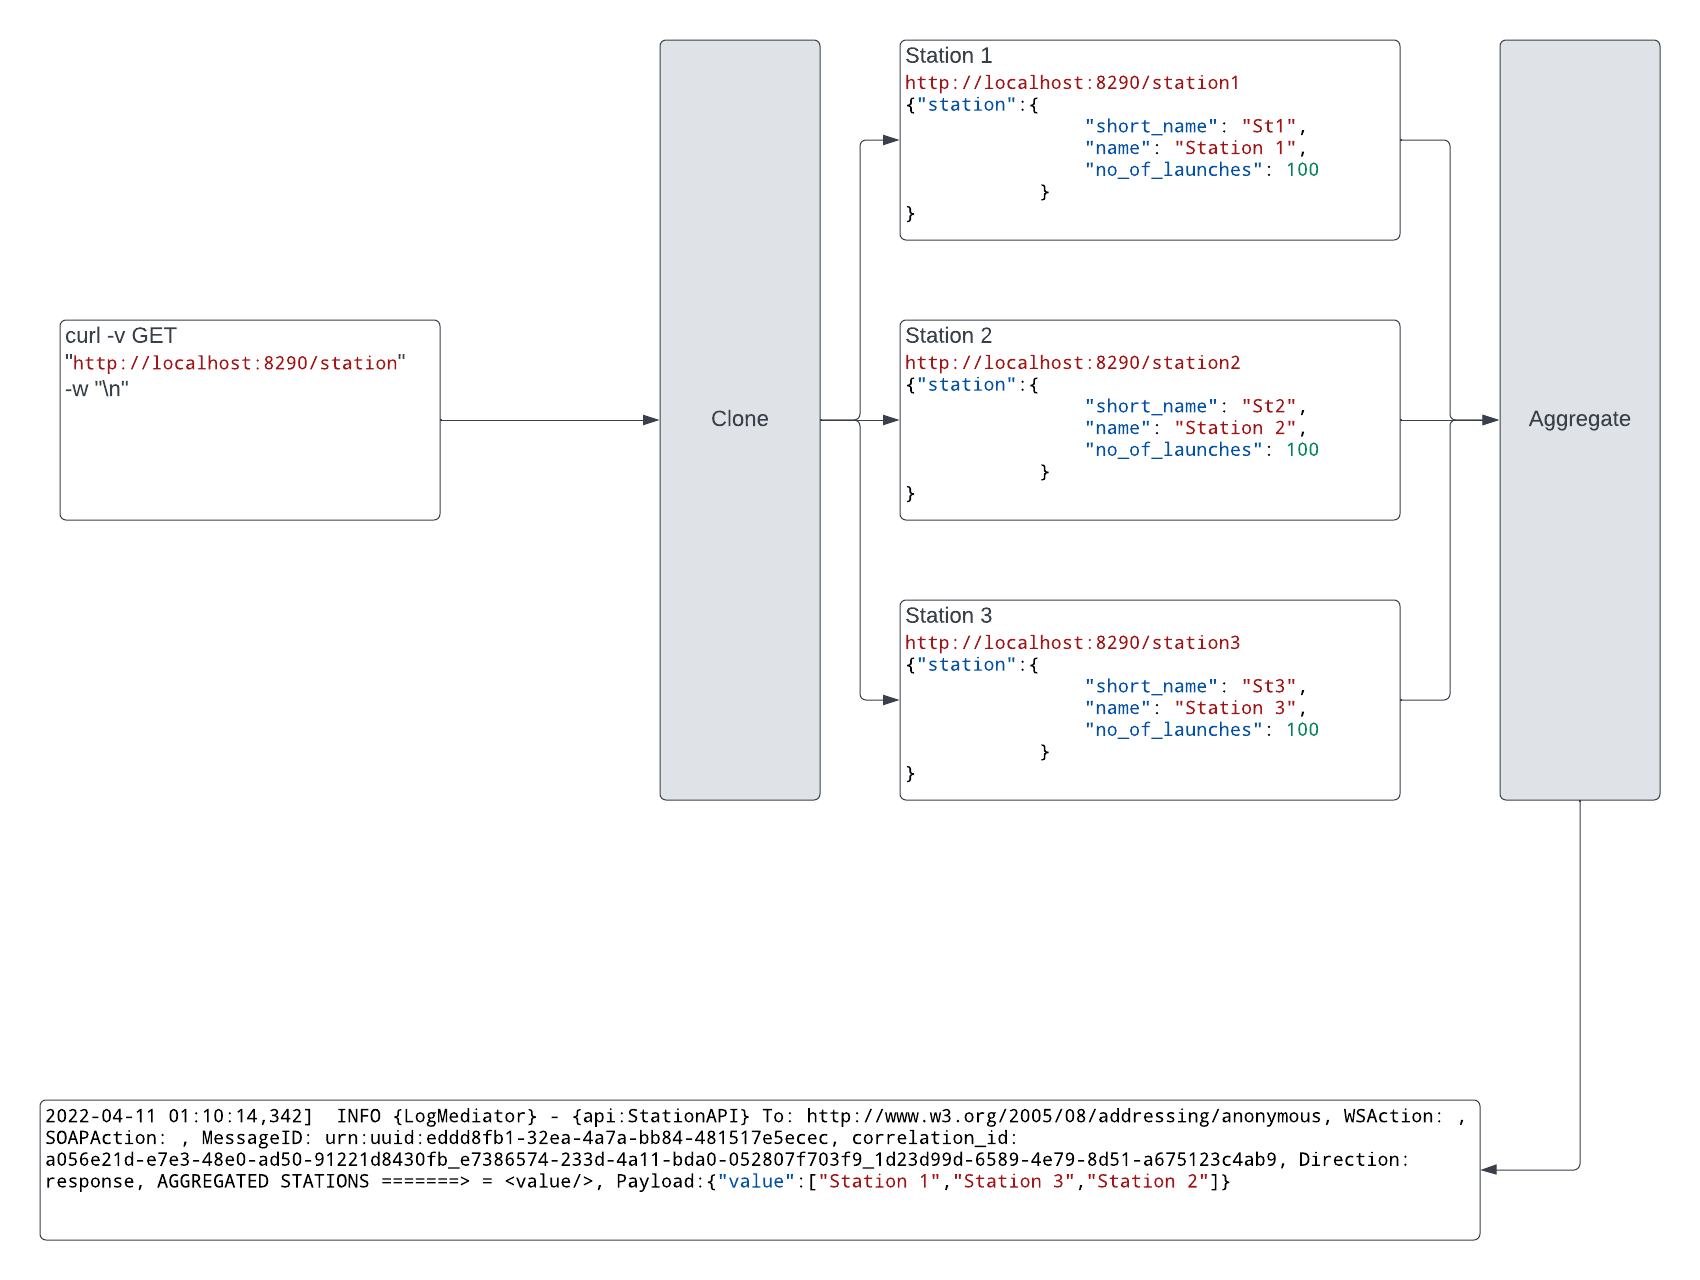 curl -v GET
"http://localhost:8290/station"
-w "\n"
Clone
Station 1
http://localhost:8290/station1
{"station":{
"short_name": "St1",
"name": "Station 1",
"no_of_launches": 100
}
}
Station 2
http://localhost:8290/station2
{"station":{
"short_name": "St2",
"name": "Station 2",
"no_of_launches": 100
}
}
Station 3
http://localhost:8290/station3
{"station":{
"short_name": "St3",
"name": "Station 3",
"no_of_launches": 100
}
}
Aggregate
2022-04-11 01:10:14,342]  INFO {LogMediator} - {api:StationAPI} To: http://www.w3.org/2005/08/addressing/anonymous, WSAction: ,
SOAPAction: , MessageID: urn:uuid:eddd8fb1-32ea-4a7a-bb84-481517e5ecec, correlation_id:
a056e21d-e7e3-48e0-ad50-91221d8430fb_e7386574-233d-4a11-bda0-052807f703f9_1d23d99d-6589-4e79-8d51-a675123c4ab9, Direction:
response, AGGREGATED STATIONS =======> = <value/>, Payload:{"value":["Station 1","Station 3","Station 2"]}